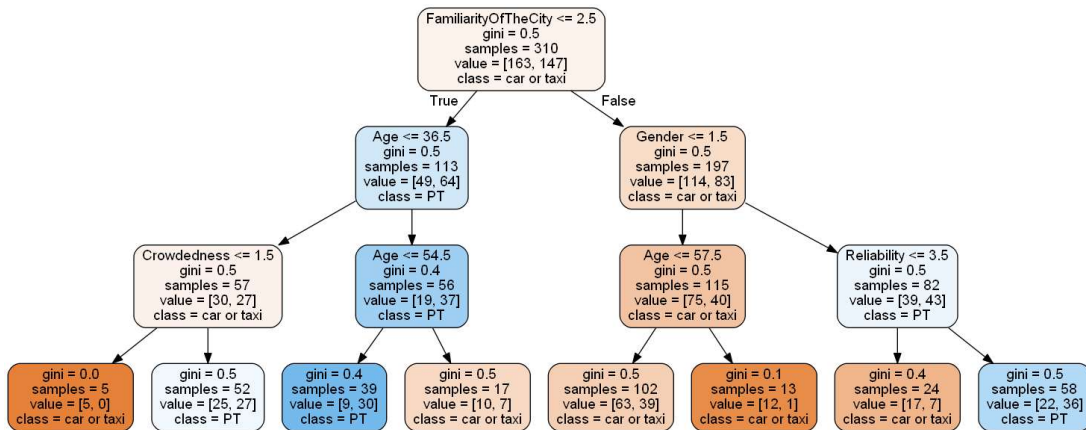 FamiliarityOfTheCity <= 2.5
gini = 0.5
samples = 310
value = [163, 147]
class = car or taxi
True
False
Age <= 36.5
gini = 0.5
samples = 113
value = [49, 64]
class = PT
Gender <= 1.5
gini = 0.5
samples = 197
value = [114, 83]
class = car or taxi
Crowdedness <= 1.5
gini = 0.5
samples = 57
value = [30, 27]
class = car or taxi
Age <= 54.5
gini = 0.4
samples = 56
value = [19, 37]
class = PT
Age <= 57.5
gini = 0.5
samples = 115
value = [75, 40]
class = car or taxi
Reliability <= 3.5
gini = 0.5
samples = 82
value = [39, 43]
class = PT
gini = 0.0
samples = 5
value = [5, 0]
class = car or taxi
gini = 0.5
samples = 52
value = [25, 27]
class = PT
gini = 0.4
samples = 39
value = [9, 30]
class = PT
gini = 0.5
samples = 17
value = [10, 7]
class = car or taxi
gini = 0.5
samples = 102
value = [63, 39]
class = car or taxi
gini = 0.1
samples = 13
value = [12, 1]
class = car or taxi
gini = 0.4
samples = 24
value = [17, 7]
class = car or taxi
gini = 0.5
samples = 58
value = [22, 36]
class = PT